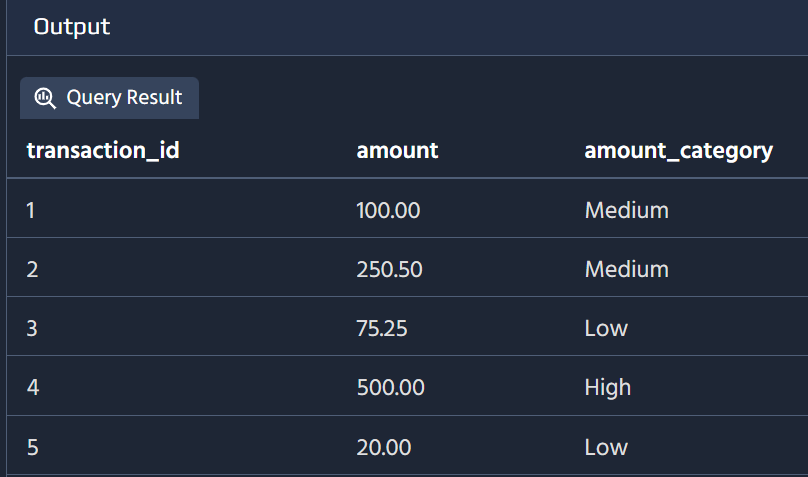 Output
Query Result
transaction_id amount amount_category
1 100.00 Medium
2 250.50 Medium
3 75.25 Low
4 500.00 High
5 20.00 Low